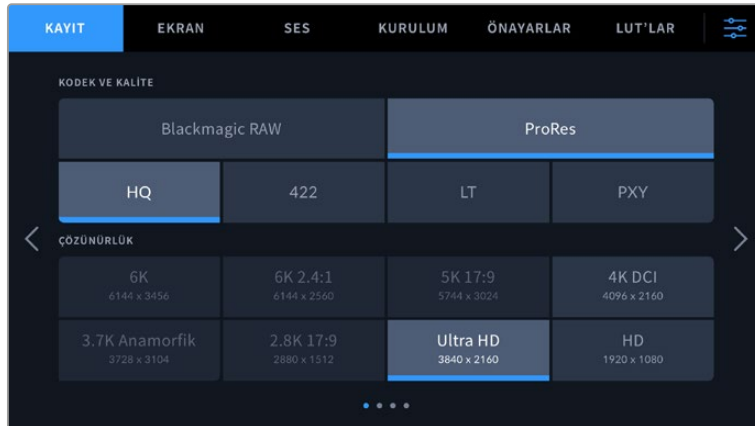 KAYIT EKRAN SES KURULUM ÖNAYARLAR LUT'LAR
KODEK VE KALİTE
Blackmagic RAW ProRes
HQ 422 LT PXY
ÇÖZÜNÜRLÜK
6K 6K 2.4:1 5K 17:9 4K DCI
6144 x 3456 6144 x 2560 5744 x 3024 4096 x 2160
3.7K Anamorfik 2.8K 17:9 Ultra HD HD
3728 x 3104 2880 x 1512 3840 x 2160 1920 x 1080